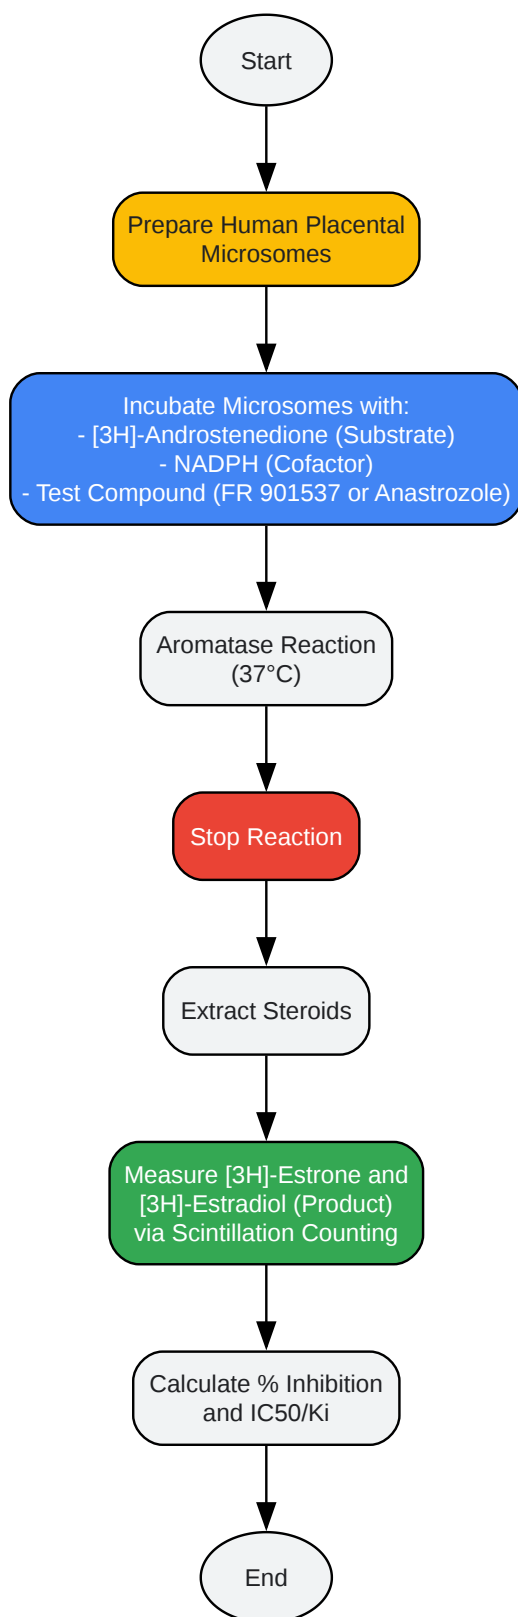 Start
Prepare Human Placental
Microsomes
Incubate Microsomes with:
- [3H]-Androstenedione (Substrate)
- NADPH (Cofactor)
- Test Compound (FR 901537 or Anastrozole)
Aromatase Reaction
(37°C)
Stop Reaction
Extract Steroids
Measure [3H]-Estrone and
[3H]-Estradiol (Product)
via Scintillation Counting
Calculate % Inhibition
and IC50/Ki
End